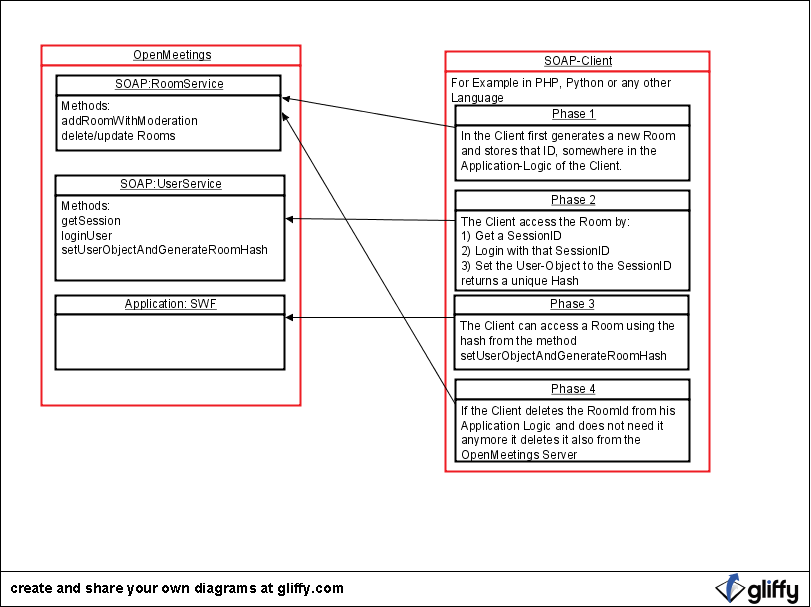 OpenMeetings
SOAP:RoomService
Methods:
addRoomWithModeration
delete/update Rooms
SOAP:UserService
Methods:
getSession
loginUser
setUserObjectAndGenerateRoomHash
Application: SWF
SOAP-Client
For Example in PHP, Python or any other
Language
Phase 1
In the Client first generates a new Room
and stores that ID, somewhere in the
Application-Logic of the Client.
Phase 2
The Client access the Room by:
1) Get a SessionID
2) Login with that SessionID
3) Set the User-Object to the SessionID
returns a unique Hash
Phase 3
The Client can access a Room using the
hash from the method
setUserObjectAndGenerateRoomHash
Phase 4
If the Client deletes the RoomId from his
Application Logic and does not need it
anymore it deletes it also from the
OpenMeetings Server
create and share your own diagrams at gliffy.com
gliffy